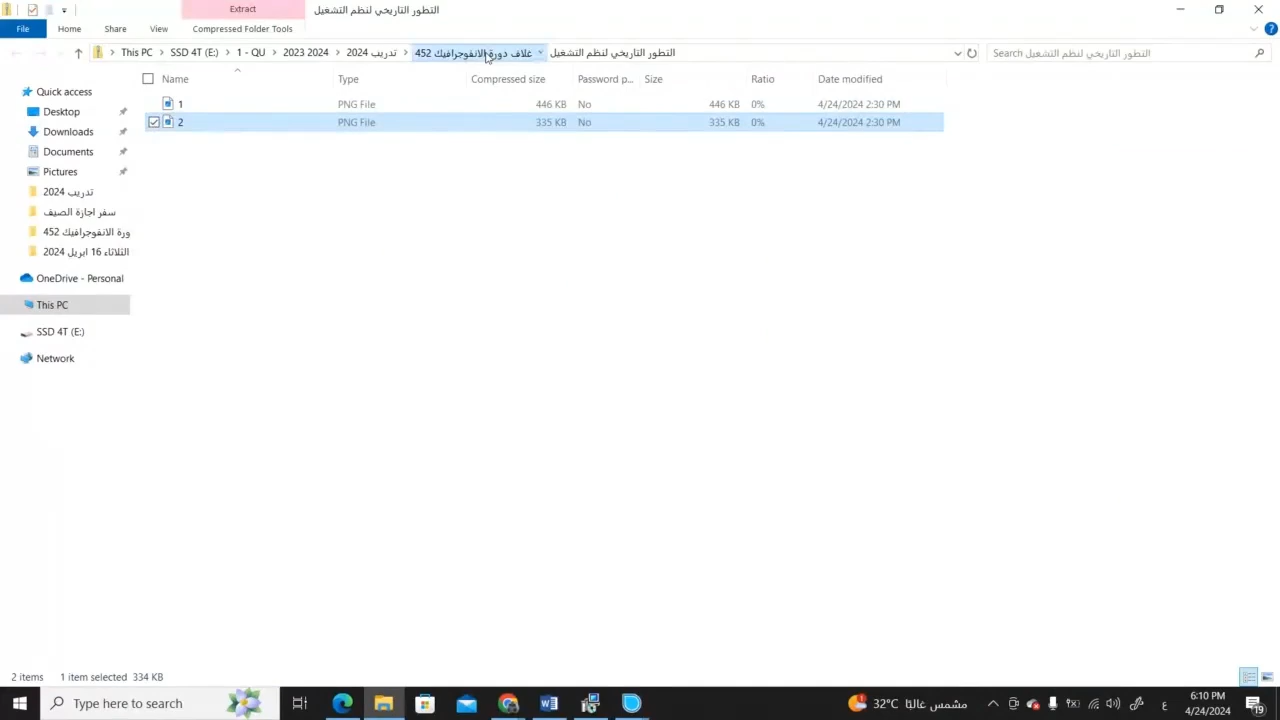 Extract
التطور التاريخي لنظم التشغيل
File
Home
Share
View
Compressed Folder Tools
This PC
SSD 4T (E:)
1 - QU
2023 2024
تدريب 2024
غلاف دورة الانفوجرافيك 452
التطور التاريخي لنظم التشغيل
Search التطور التاريخي لنظم التشغيل
Name
Type
Compressed size
Password p...
Size
Ratio
Date modified
1 PNG File 446 KB No 446 KB 0% 4/24/2024 2:30 PM
2 PNG File 335 KB No 335 KB 0% 4/24/2024 2:30 PM
Quick access
Desktop
Downloads
Documents
Pictures
تدريب 2024
سفر اجازة الصيف
ورة الانفوجرافيك 452
الثلاثاء 16 ابريل 2024
OneDrive - Personal
This PC
SSD 4T (E:)
Network
2 items 1 item selected 334 KB
Type here to search
32°C مشمس غالبًا
ع
6:10 PM
4/24/2024
19